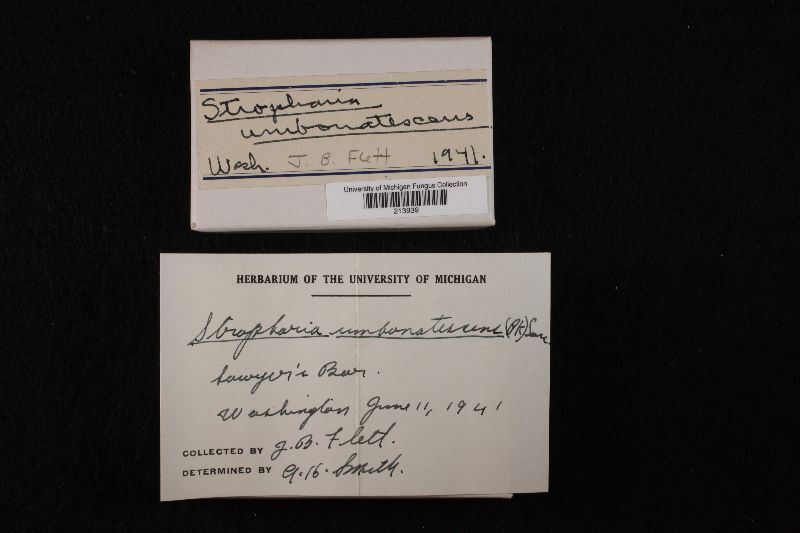 Stropharia
umbonatescens
Wash. J. B. Flett 1941.
University of Michigan Fungus Collection
213939
HERBARIUM OF THE UNIVERSITY OF MICHIGAN
Stropharia umbonatescens (Pk) Sacc.
Sawyer's Bar.
Washington June 11, 1941
COLLECTED BY J. B. Flett.
DETERMINED BY A. H. Smith.